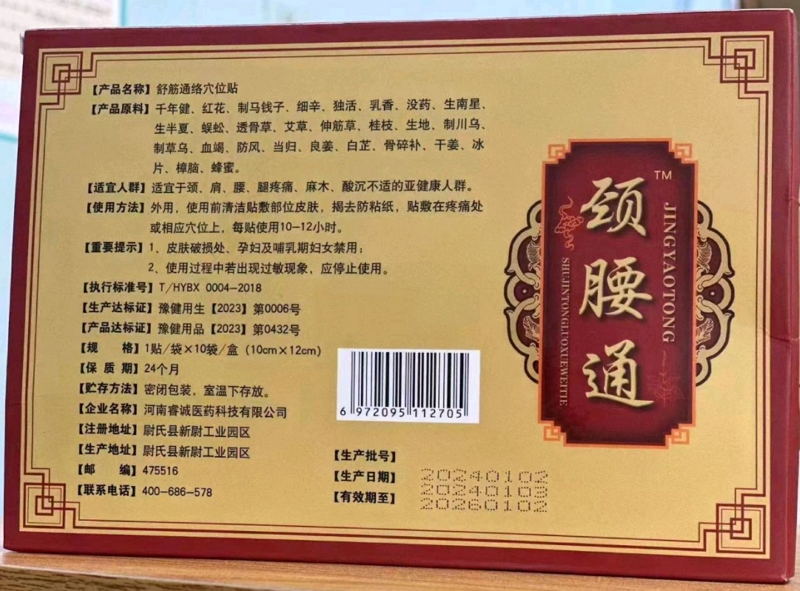 【产品名称】舒筋通络穴位贴
【产品原料】千年健、红花、制马钱子、细辛、独活、乳香、没药、生南星、
生半夏、蜈蚣、透骨草、艾草、伸筋草、桂枝、生地、制川乌、
制草乌、血竭、防风、当归、良姜、白芷、骨碎补、干姜、冰
片、樟脑、蜂蜜。
【适宜人群】适宜于颈、肩、腰、腿疼痛、麻木、酸沉不适的亚健康人群。
【使用方法】外用，使用前清洁贴敷部位皮肤，揭去防粘纸，贴敷在疼痛处
或相应穴位上，每贴使用10-12小时。
【重要提示】1、皮肤破损处、孕妇及哺乳期妇女禁用；
2、使用过程中若出现过敏现象，应停止使用。
【执行标准号】T/HYBX 0004-2018
【生产达标证】豫健用生【2023】第0006号
【产品达标证】豫健用品【2023】第0432号
【规 格】1贴/袋×10袋/盒（10cm×12cm）
【保 质 期】24个月
【贮存方法】密闭包装，室温下存放。
【企业名称】河南睿诚医药科技有限公司
【注册地址】尉氏县新尉工业园区
【生产地址】尉氏县新尉工业园区
【邮 编】475516
【联系电话】400-686-578
6 972095 112705
【生产批号】20240102
【生产日期】20240103
【有效期至】20260102
颈腰通
TM
JINGYAOTONG
SHUJINTONGLUOXUEWEITIE